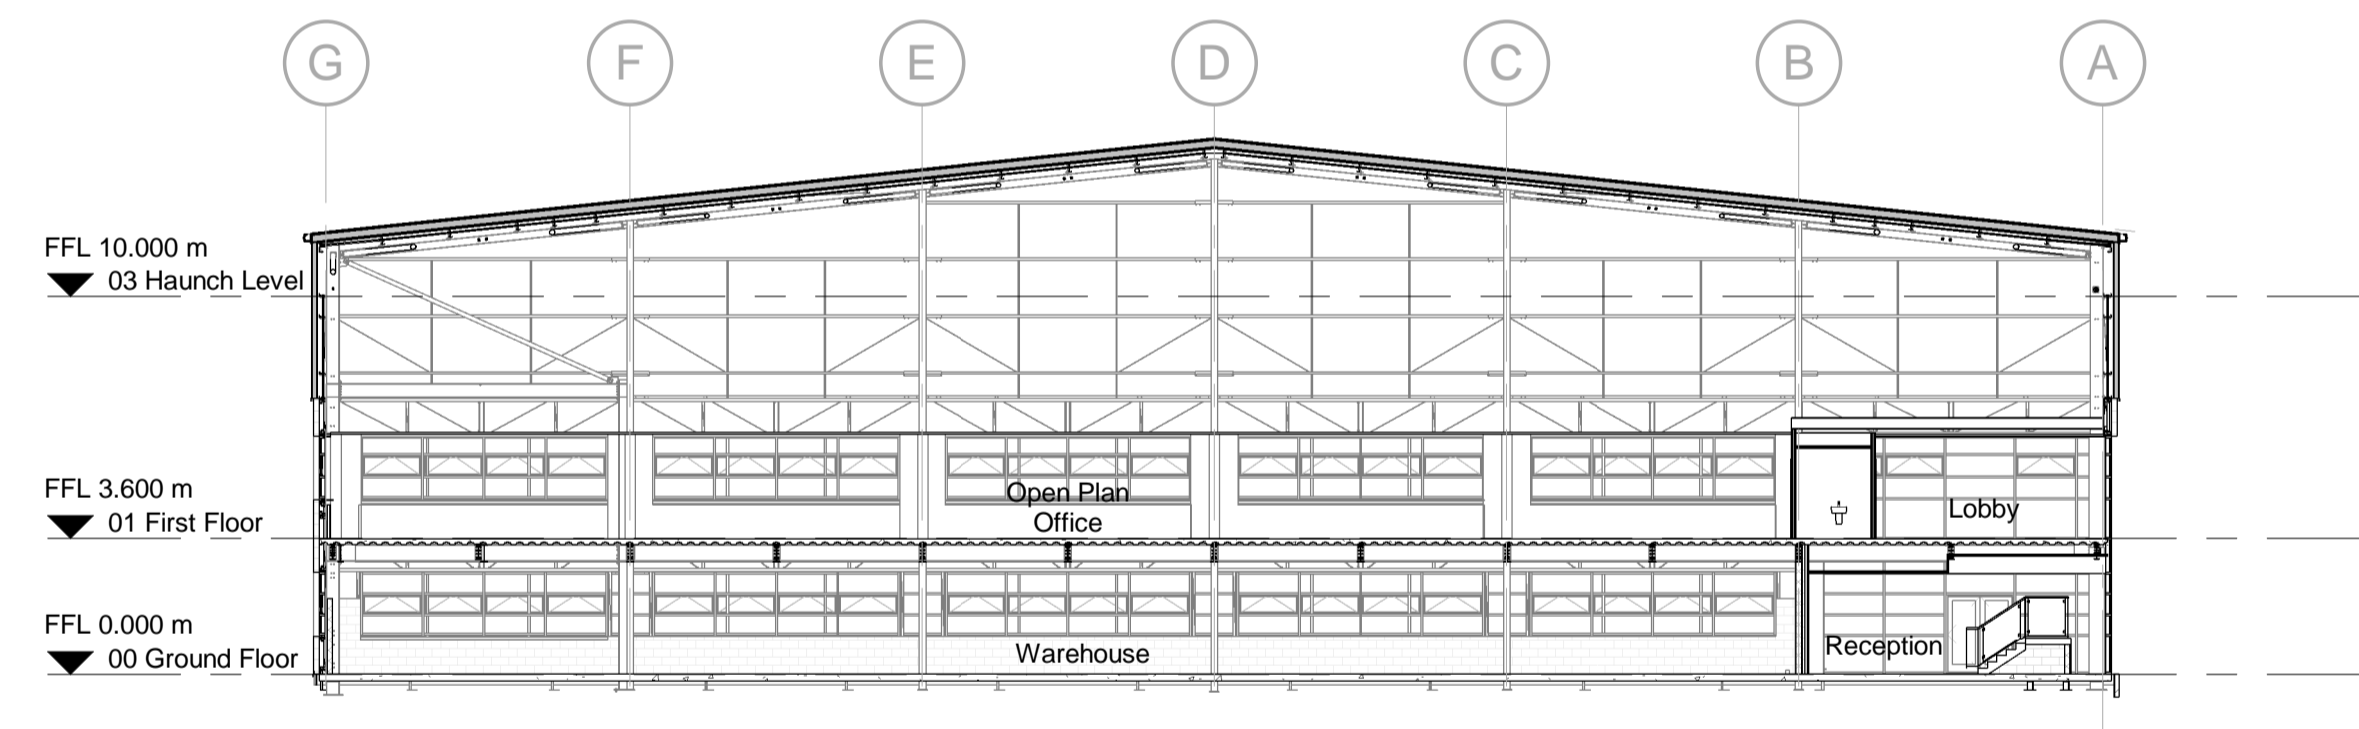 G F E D C B A
FFL 10.000 m
03 Haunch Level
FFL 3.600 m
01 First Floor
Open Plan
Office
Lobby
FFL 0.000 m
00 Ground Floor
Warehouse
Reception